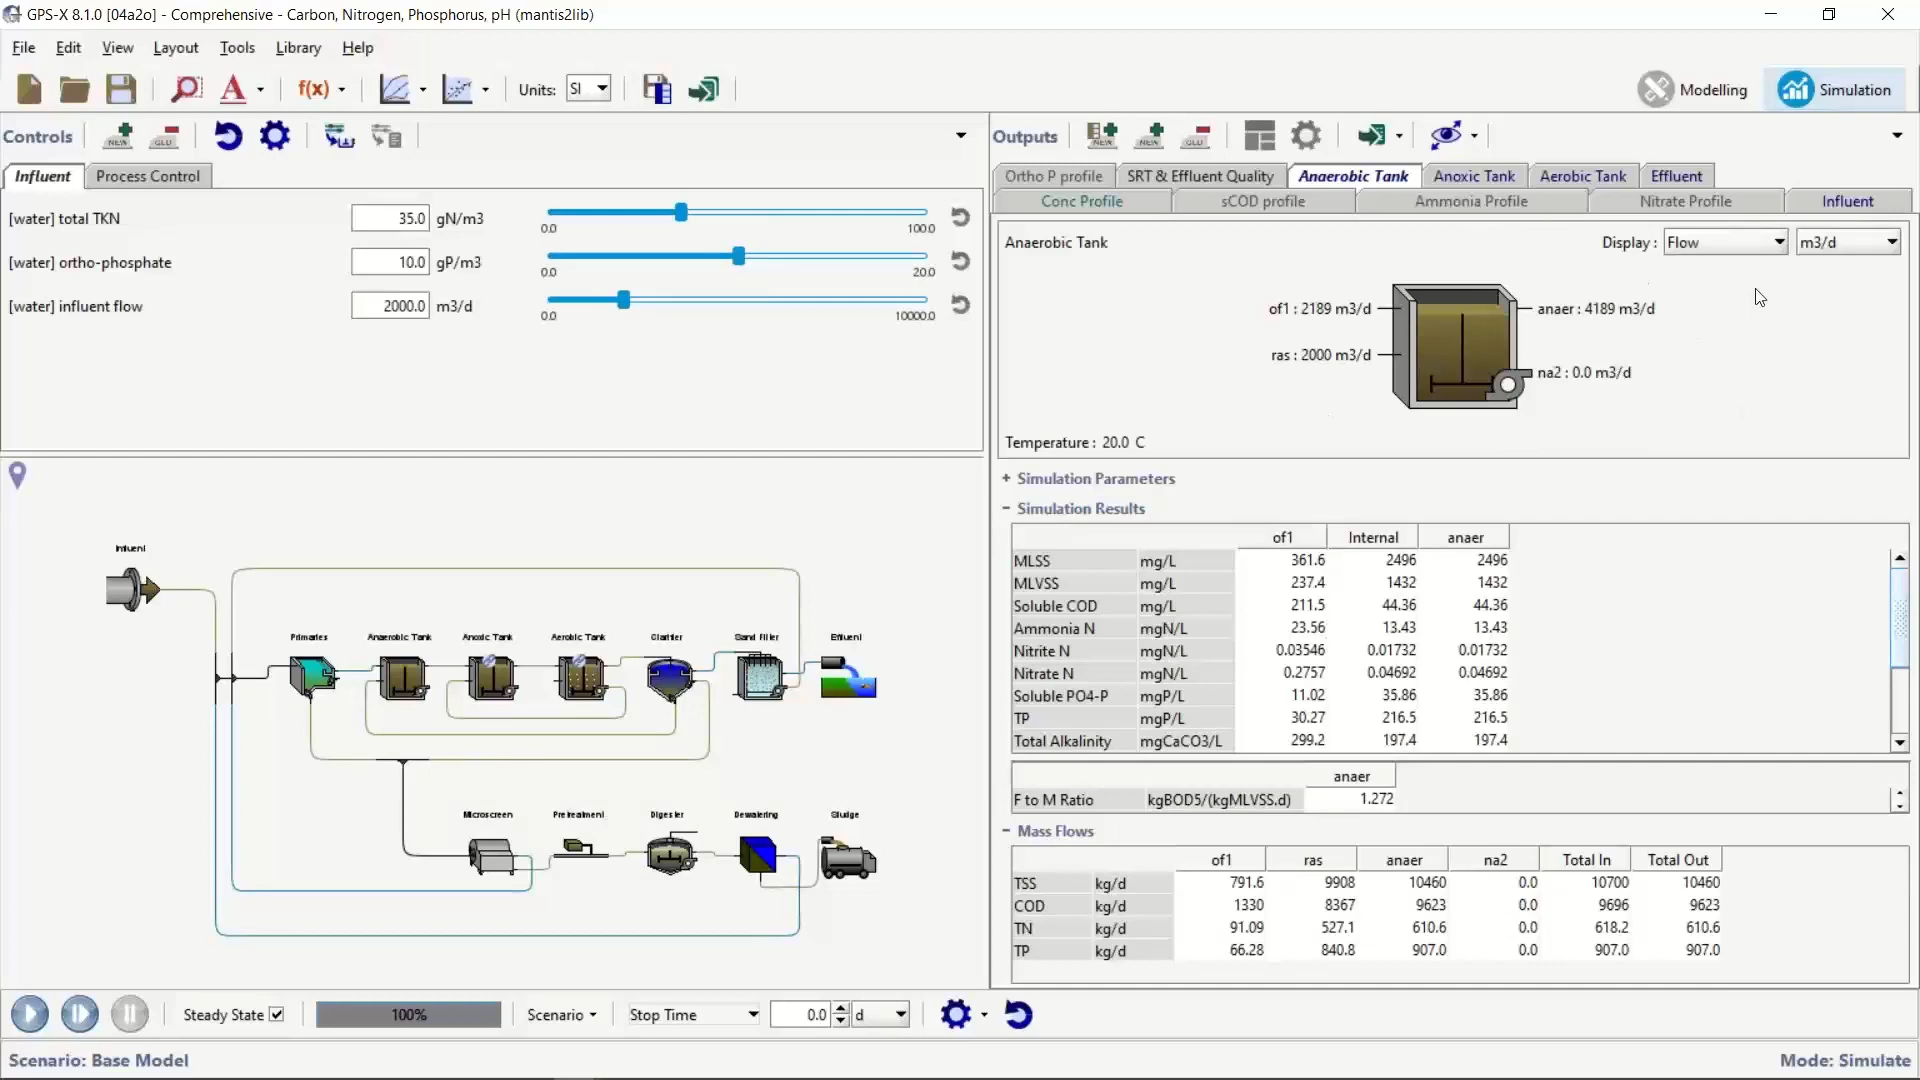 GPS-X 8.1.0 [04a2o] - Comprehensive - Carbon, Nitrogen, Phosphorus, pH (mantis2lib)
File Edit View Layout Tools Library Help
A f(x) Units: SI Modelling Simulation
Controls NEW Outputs NEW NEW
Influent Process Control
Ortho P profile SRT & Effluent Quality Anaerobic Tank Anoxic Tank Aerobic Tank Effluent
Conc Profile sCOD profile Ammonia Profile Nitrate Profile Influent
[water] total TKN 35.0 gN/m3
0.0 100.0
[water] ortho-phosphate 10.0 gP/m3
0.0 20.0
[water] influent flow 2000.0 m3/d
0.0 10000.0
Anaerobic Tank Display : Flow m3/d
of1 : 2189 m3/d anaer : 4189 m3/d
ras : 2000 m3/d
na2 : 0.0 m3/d
Temperature : 20.0 C
+ Simulation Parameters
- Simulation Results
of1 Internal anaer
MLSS mg/L 361.6 2496 2496
MLVSS mg/L 237.4 1432 1432
Soluble COD mg/L 211.5 44.36 44.36
Ammonia N mgN/L 23.56 13.43 13.43
Nitrite N mgN/L 0.03546 0.01732 0.01732
Nitrate N mgN/L 0.2757 0.04692 0.04692
Soluble PO4-P mgP/L 11.02 35.86 35.86
TP mgP/L 30.27 216.5 216.5
Total Alkalinity mgCaCO3/L 299.2 197.4 197.4
anaer
F to M Ratio kgBOD5/(kgMLVSS.d) 1.272
- Mass Flows
of1 ras anaer na2 Total In Total Out
TSS kg/d 791.6 9908 10460 0.0 10700 10460
COD kg/d 1330 8367 9623 0.0 9696 9623
TN kg/d 91.09 527.1 610.6 0.0 618.2 610.6
TP kg/d 66.28 840.8 907.0 0.0 907.0 907.0
Influent
Primaries Anaerobic Tank Anoxic Tank Aerobic Tank Clarifier Sand filter Effluent
Microscreen Pretreatment Digester Dewatering Sludge
Steady State 100% Scenario Stop Time 0.0 d
Scenario: Base Model Mode: Simulate